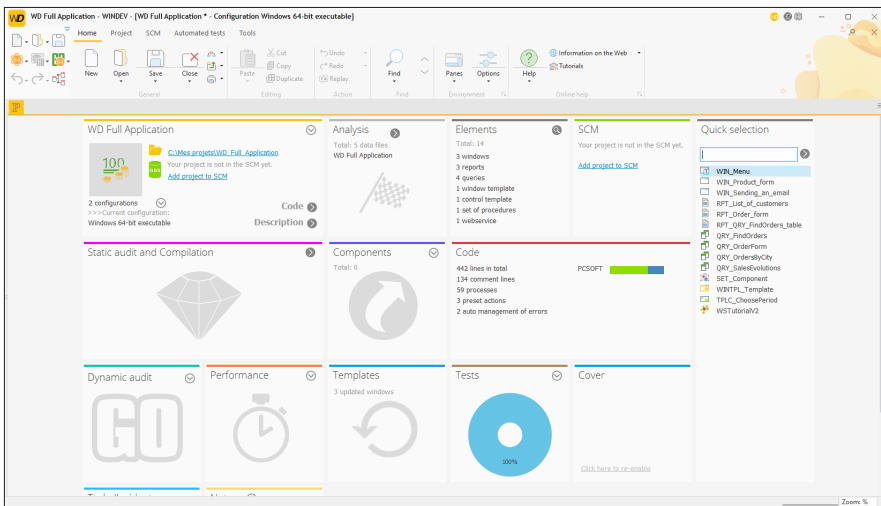 WD Full Application - WINDEV - [WD Full Application * - Configuration Windows 64-bit executable]
Home Project SCM Automated tests Tools
New Open Save Close
General
Paste Cut Copy Duplicate
Editing
Undo Redo Replay
Action
Find
Find
Panes Options
Environment
Help Information on the Web Tutorials
Online help
WD Full Application
100
C:\Mes projets\WD_Full_Application
Your project is not in the SCM yet.
Add project to SCM
2 configurations
>>>Current configuration:
Windows 64-bit executable
Code
Description
Analysis
Total: 5 data files
WD Full Application
Elements
Total: 14
3 windows
3 reports
4 queries
1 window template
1 control template
1 set of procedures
1 webservice
SCM
Your project is not in the SCM yet.
Add project to SCM
Quick selection
WIN_Menu
WIN_Product_form
WIN_Sending_an_email
RPT_List_of_customers
RPT_Order_form
RPT_QRY_FindOrders_table
QRY_FindOrders
QRY_OrderForm
QRY_OrdersByCity
QRY_SalesEvolutions
SET_Component
WINTPL_Template
TPLC_ChoosePeriod
WSTutorialV2
Static audit and Compilation
Components
Total: 0
Code
442 lines in total
134 comment lines
59 processes
3 preset actions
2 auto management of errors
PCSOFT
Dynamic audit
GO
Performance
Templates
3 updated windows
Tests
100%
Cover
Click here to re-enable
Zoom: %